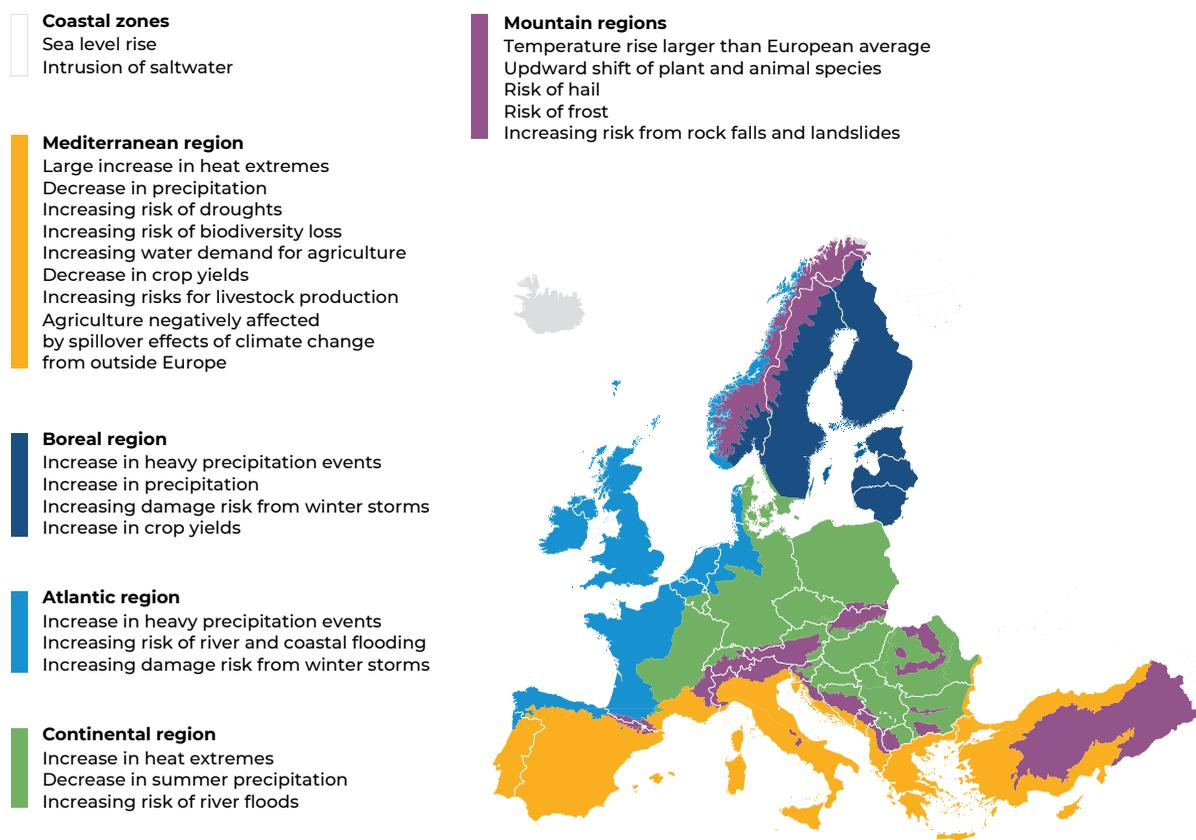 Coastal zones
Sea level rise
Intrusion of saltwater
Mountain regions
Temperature rise larger than European average
Updward shift of plant and animal species
Risk of hail
Risk of frost
Increasing risk from rock falls and landslides
Mediterranean region
Large increase in heat extremes
Decrease in precipitation
Increasing risk of droughts
Increasing risk of biodiversity loss
Increasing water demand for agriculture
Decrease in crop yields
Increasing risks for livestock production
Agriculture negatively affected
by spillover effects of climate change
from outside Europe
Boreal region
Increase in heavy precipitation events
Increase in precipitation
Increasing damage risk from winter storms
Increase in crop yields
Atlantic region
Increase in heavy precipitation events
Increasing risk of river and coastal flooding
Increasing damage risk from winter storms
Continental region
Increase in heat extremes
Decrease in summer precipitation
Increasing risk of river floods